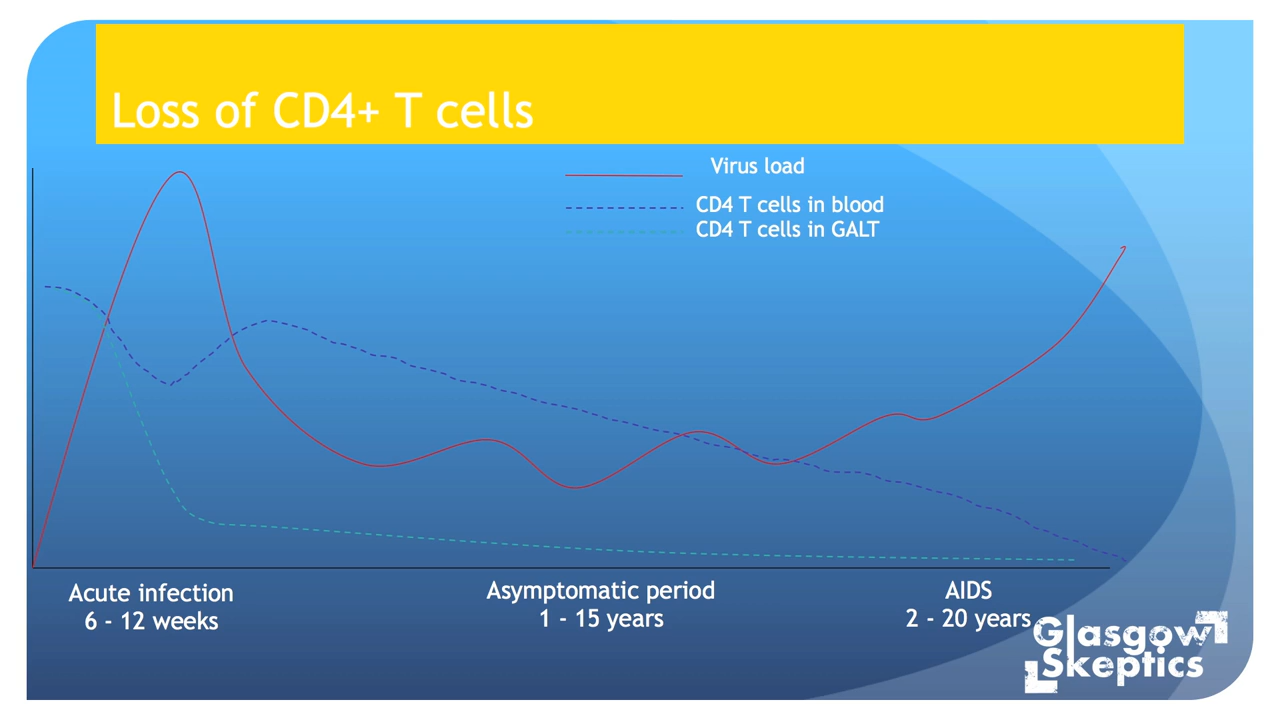 Loss of CD4+ T cells
Virus load
CD4 T cells in blood
CD4 T cells in GALT
Acute infection
6 - 12 weeks
Asymptomatic period
1 - 15 years
AIDS
2 - 20 years
Glasgow
Skeptics